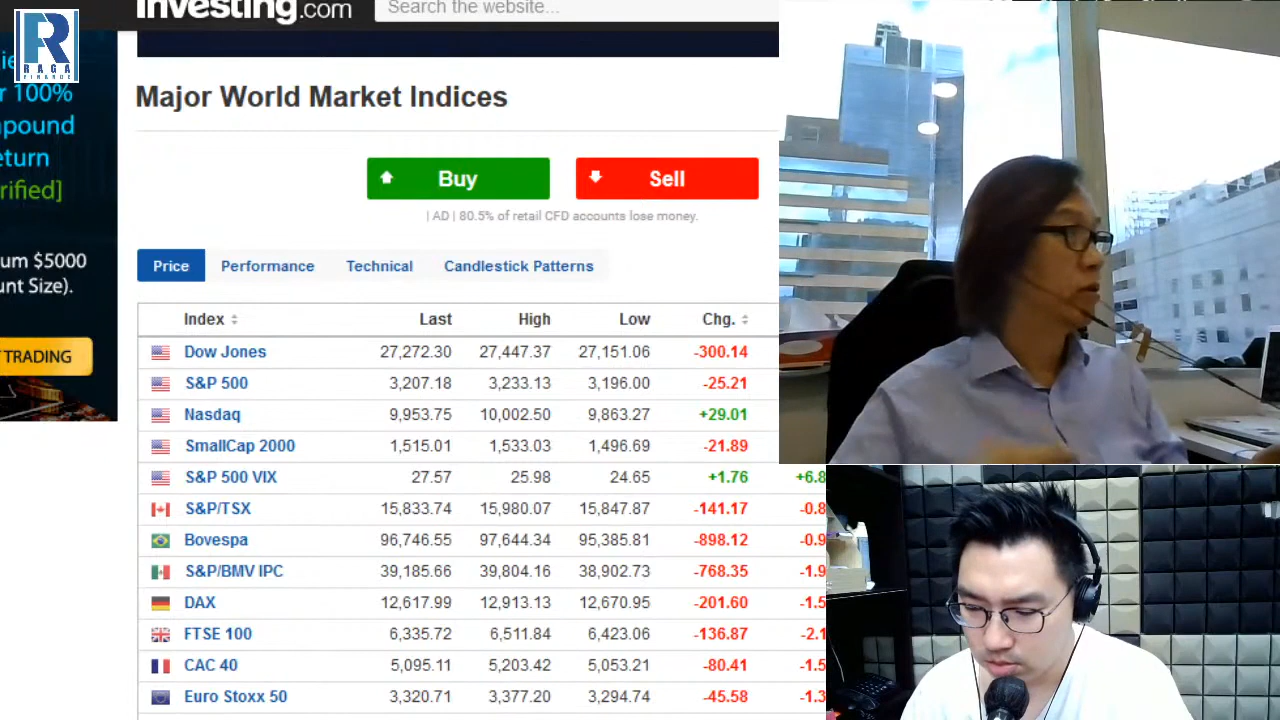 investing.com
Search the website...
R
RAGA
FINANCE
100%
turn
rified]
$5000
Size).
TRADING
Major World Market Indices
Buy
Sell
| AD | 80.5% of retail CFD accounts lose money.
Price Performance Technical Candlestick Patterns
Index Last High Low Chg.
Dow Jones 27,272.30 27,447.37 27,151.06 -300.14
S&P 500 3,207.18 3,233.13 3,196.00 -25.21
Nasdaq 9,953.75 10,002.50 9,863.27 +29.01
SmallCap 2000 1,515.01 1,533.03 1,496.69 -21.89
S&P 500 VIX 27.57 25.98 24.65 +1.76 +6.8
S&P/TSX 15,833.74 15,980.07 15,847.87 -141.17 -0.8
Bovespa 96,746.55 97,644.34 95,385.81 -898.12 -0.9
S&P/BMV IPC 39,185.66 39,804.16 38,902.73 -768.35 -1.9
DAX 12,617.99 12,913.13 12,670.95 -201.60 -1.5
FTSE 100 6,335.72 6,511.84 6,423.06 -136.87 -2.1
CAC 40 5,095.11 5,203.42 5,053.21 -80.41 -1.5
Euro Stoxx 50 3,320.71 3,377.20 3,294.74 -45.58 -1.3